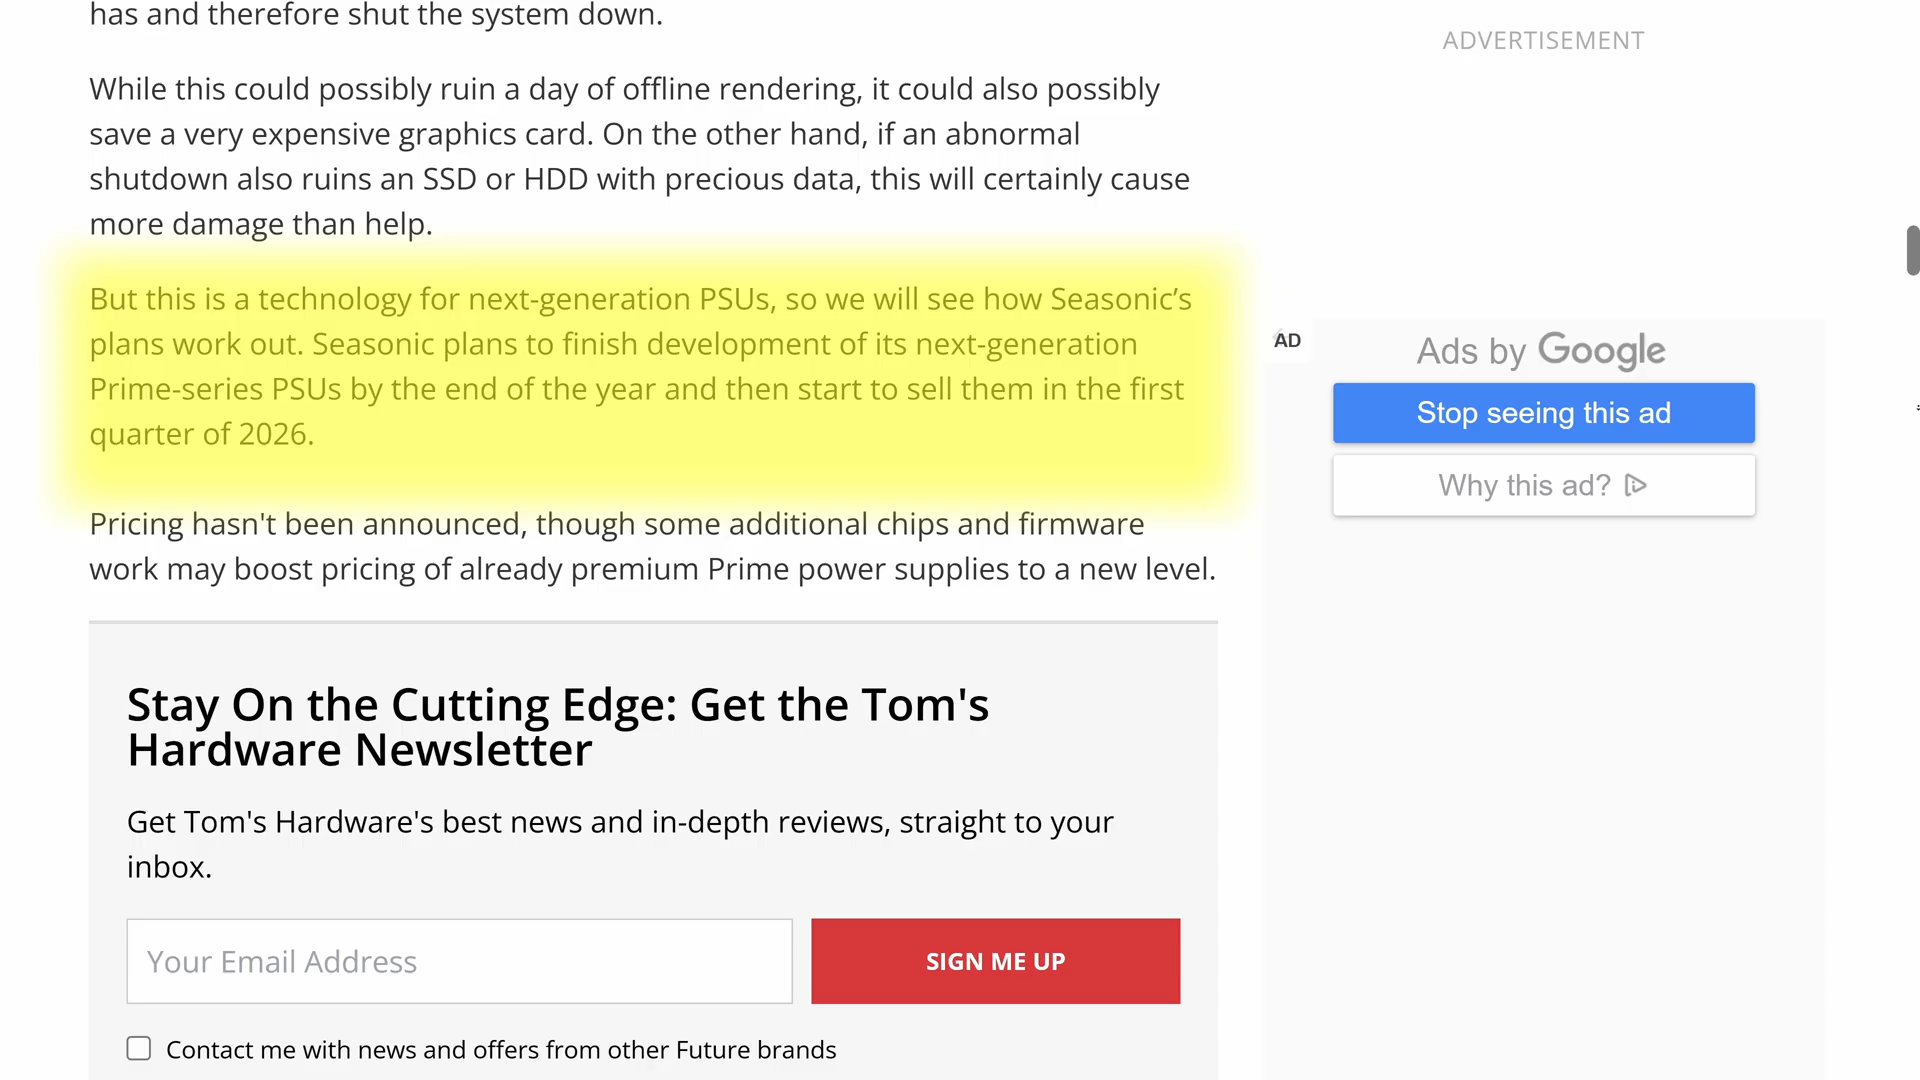 has and therefore shut the system down.
While this could possibly ruin a day of offline rendering, it could also possibly
save a very expensive graphics card. On the other hand, if an abnormal
shutdown also ruins an SSD or HDD with precious data, this will certainly cause
more damage than help.
But this is a technology for next-generation PSUs, so we will see how Seasonic’s
plans work out. Seasonic plans to finish development of its next-generation
Prime-series PSUs by the end of the year and then start to sell them in the first
quarter of 2026.
Pricing hasn't been announced, though some additional chips and firmware
work may boost pricing of already premium Prime power supplies to a new level.
Stay On the Cutting Edge: Get the Tom's
Hardware Newsletter
Get Tom's Hardware's best news and in-depth reviews, straight to your
inbox.
Your Email Address
SIGN ME UP
Contact me with news and offers from other Future brands
ADVERTISEMENT
AD
Ads by Google
Stop seeing this ad
Why this ad?